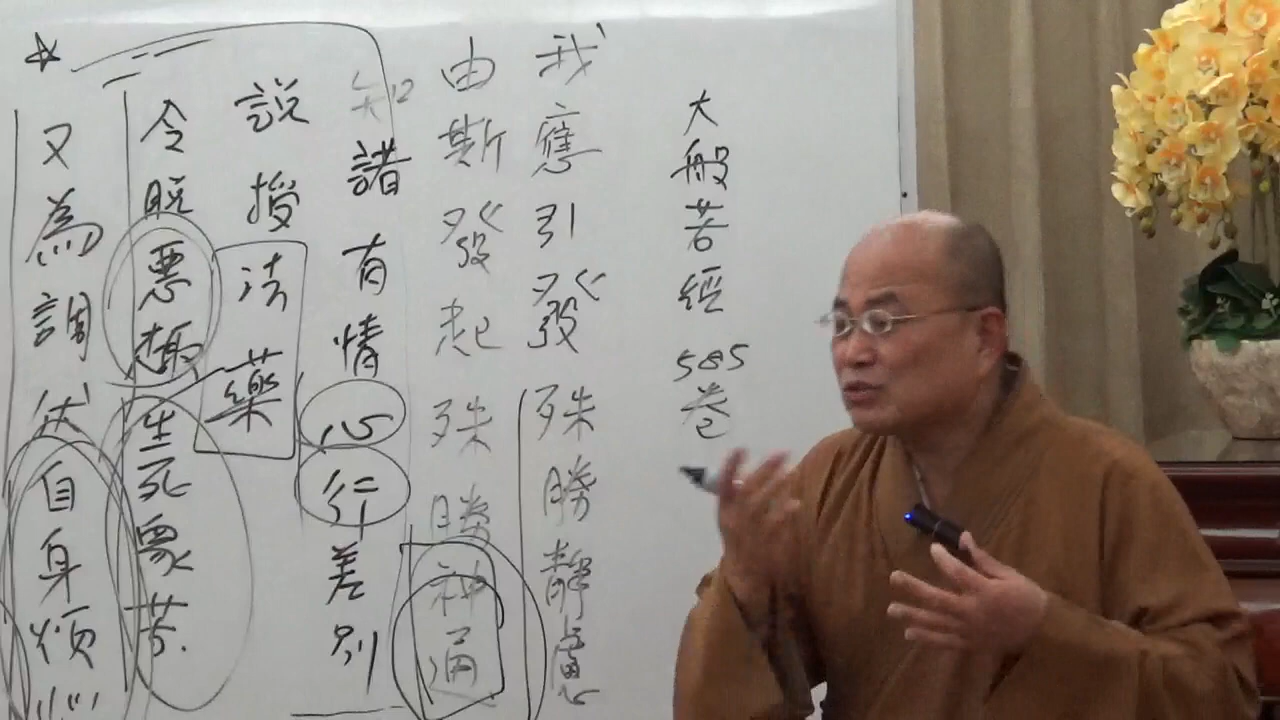 大般若經 585卷
我應引發殊勝靜慮
由斯發起殊勝神通
知諸有情心行差別
說授法藥
令脫惡趣生死眾苦
又為調伏自身煩惱